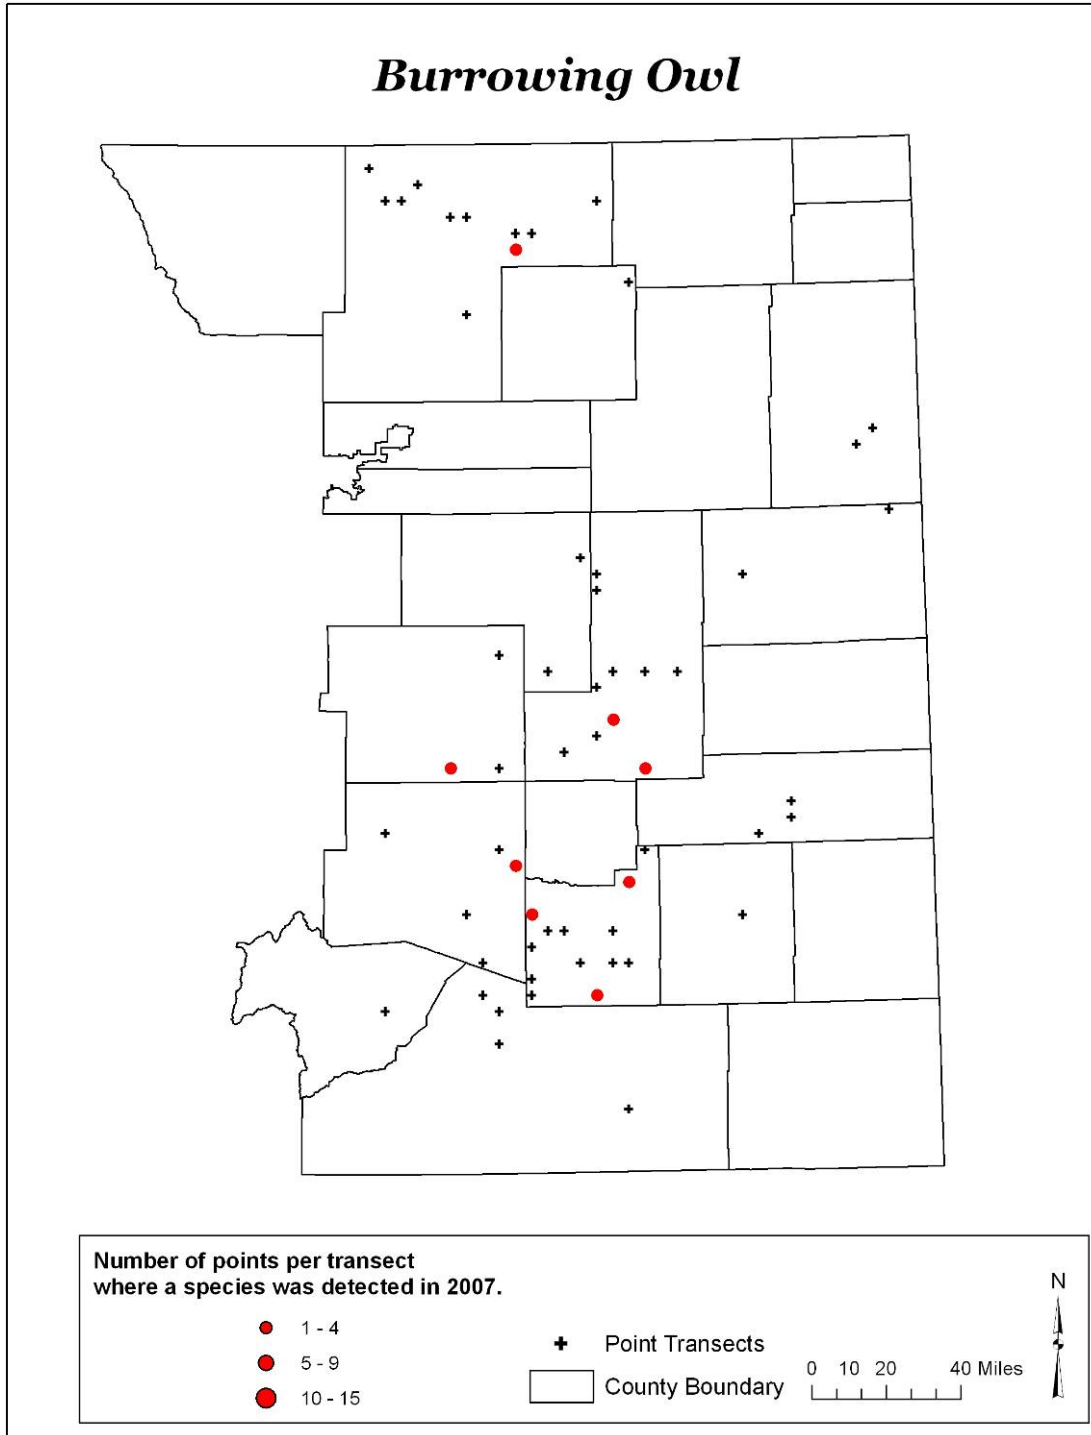 Burrowing Owl
Number of points per transect
where a species was detected in 2007.
1 - 4
5 - 9
10 - 15
Point Transects
County Boundary
N
0 10 20 40 Miles